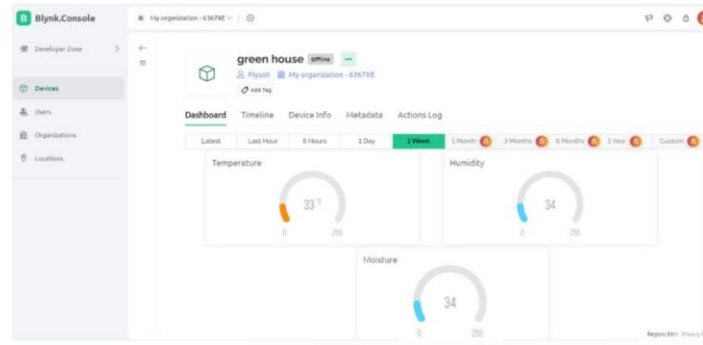 B Blynk.Console
My organization - 6367XE
Developer Zone
Devices
Users
Organizations
Locations
green house Offline
Piyush My organization - 6367XE
Add Tag
Dashboard Timeline Device Info Metadata Actions Log
Latest Last Hour 6 Hours 1 Day 1 Week 1 Month 3 Months 6 Months 1 Year Custom
Temperature
33 °C
0 255
Humidity
34
0 255
Moisture
34
0 255
Region: